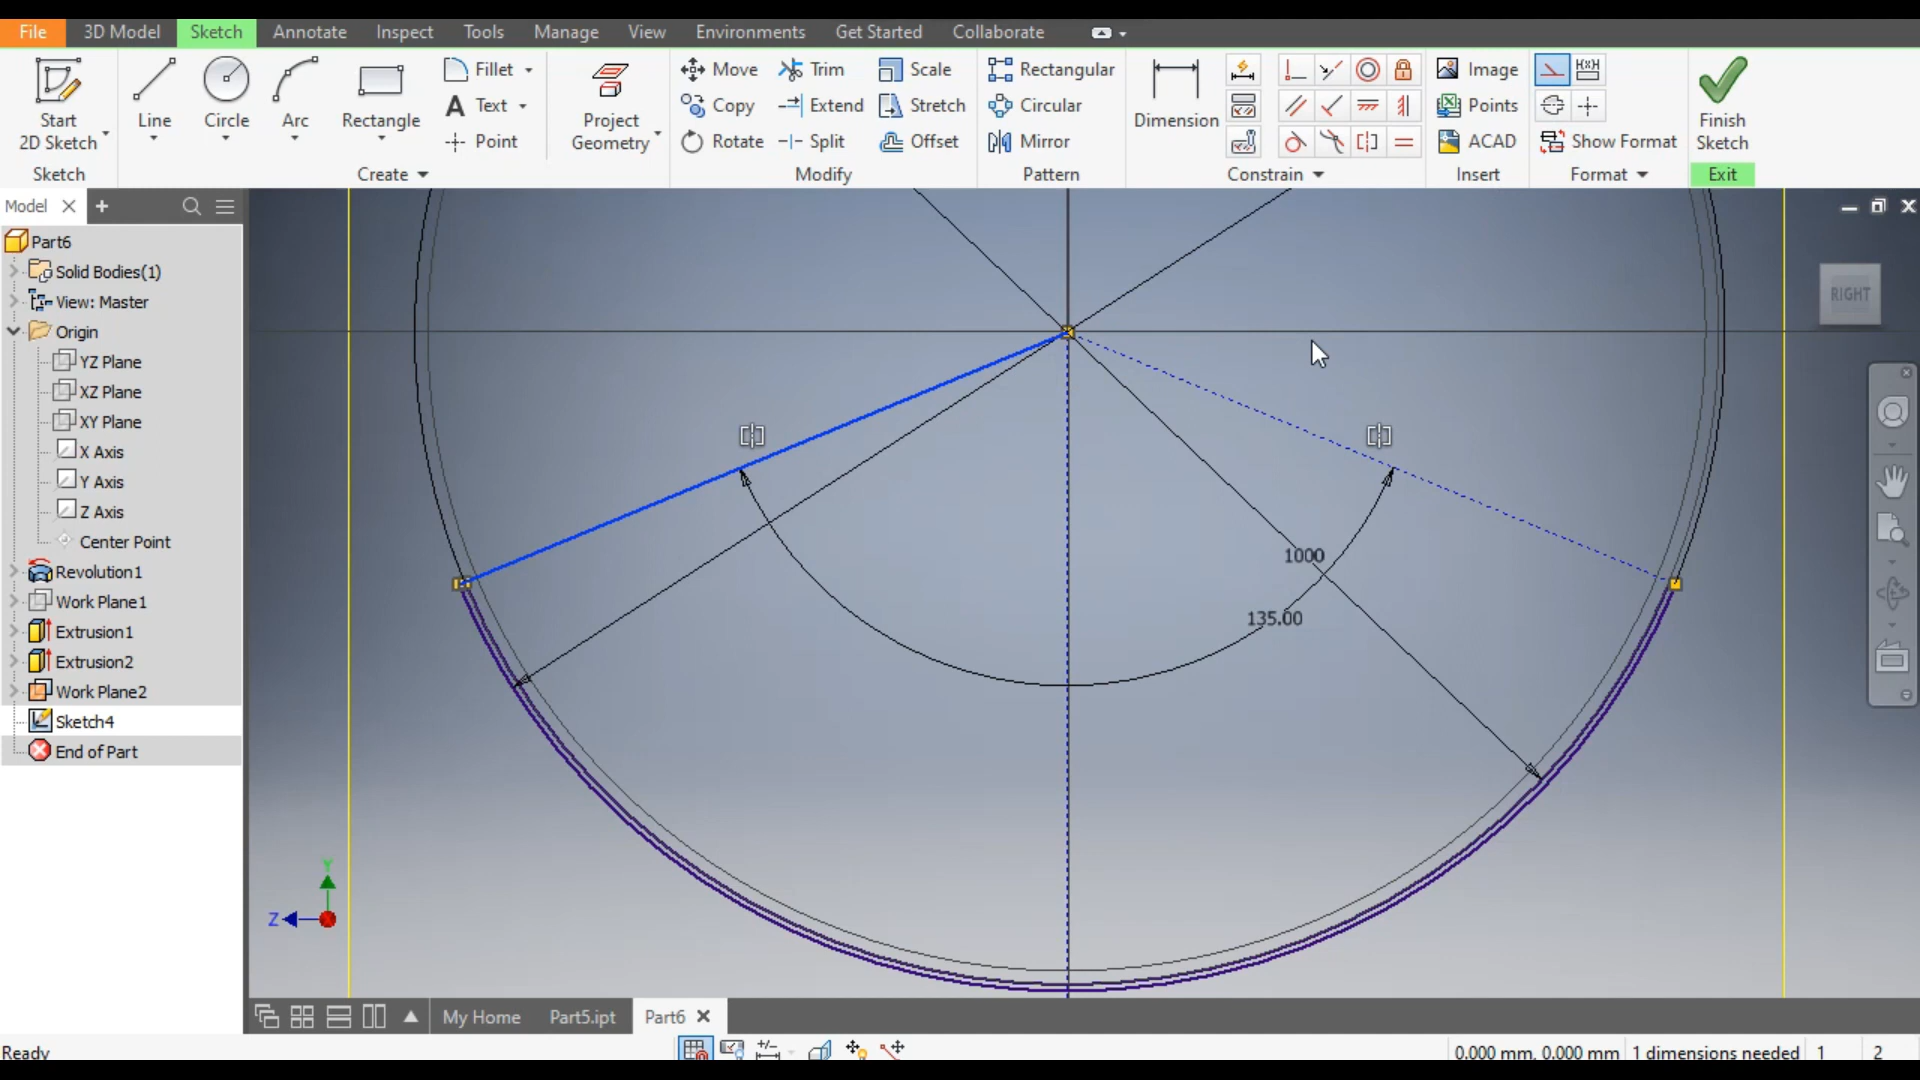 File 3D Model Sketch Annotate Inspect Tools Manage View Environments Get Started Collaborate
Start 2D Sketch
Line
Circle
Arc
Rectangle
Fillet
Text
Point
Project Geometry
Move
Copy
Rotate
Trim
Extend
Split
Scale
Stretch
Offset
Rectangular
Circular
Mirror
Dimension
Image
Points
ACAD
Show Format
Finish Sketch
Sketch Create Modify Pattern Constrain Insert Format Exit
Model
Part6
Solid Bodies(1)
View: Master
Origin
YZ Plane
XZ Plane
XY Plane
X Axis
Y Axis
Z Axis
Center Point
Revolution1
Work Plane1
Extrusion1
Extrusion2
Work Plane2
Sketch4
End of Part
RIGHT
1000
135.00
Y
Z
My Home Part5.ipt Part6
Ready 0.000 mm, 0.000 mm 1 dimensions needed 1 2